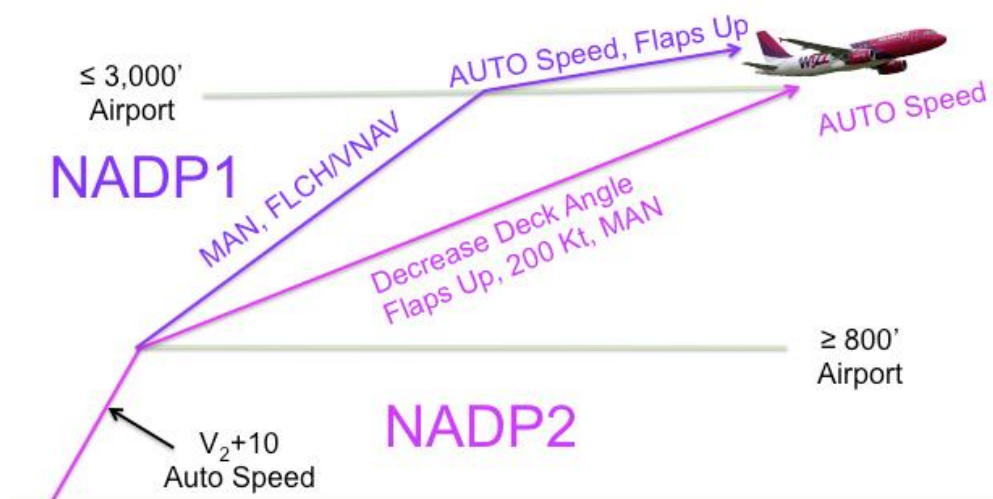 AUTO Speed, Flaps Up
≤ 3,000’
Airport
WIZZ
AUTO Speed
NADP1
MAN, FLCH/VNAV
Decrease Deck Angle
Flaps Up, 200 Kt, MAN
≥ 800’
Airport
NADP2
V₂+10
Auto Speed